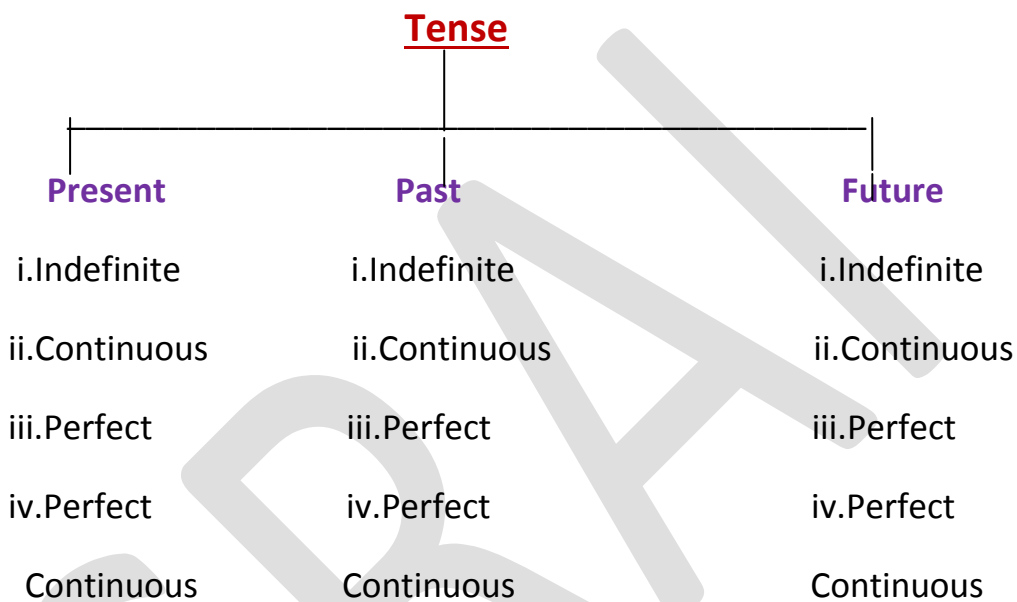 Tense
Present Past Future
i.Indefinite i.Indefinite i.Indefinite
ii.Continuous ii.Continuous ii.Continuous
iii.Perfect iii.Perfect iii.Perfect
iv.Perfect iv.Perfect iv.Perfect
Continuous Continuous Continuous